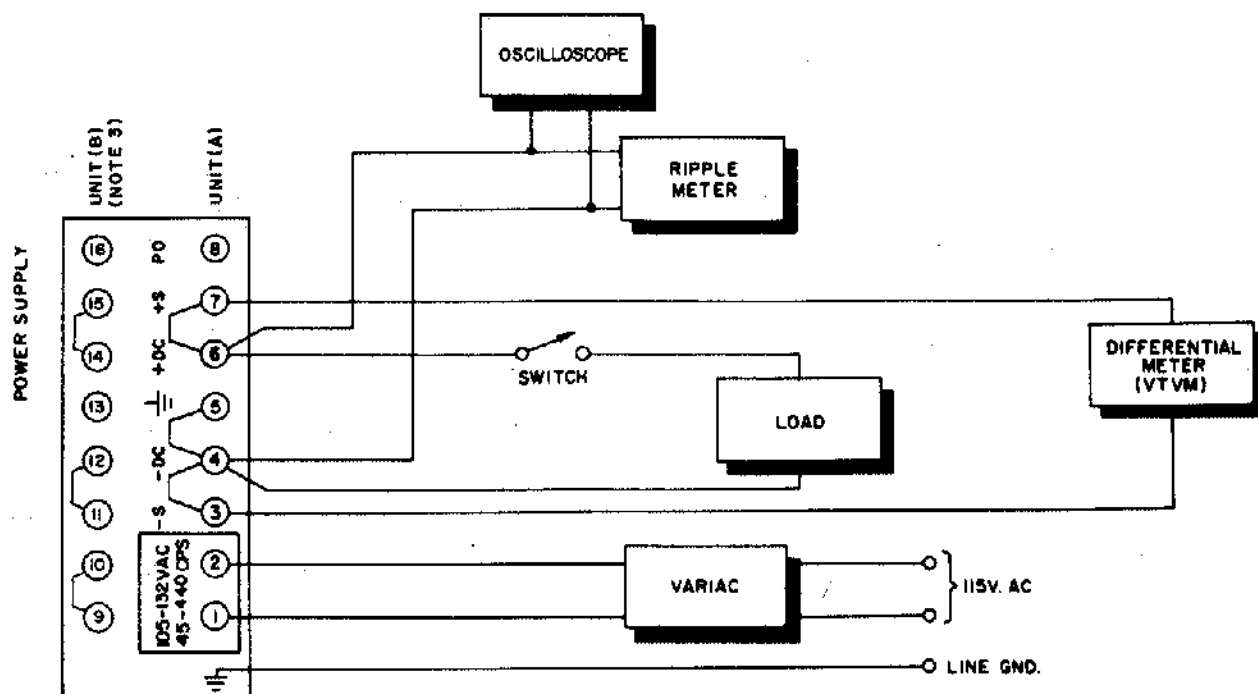 OSCILLOSCOPE
RIPPLE
METER
UNIT (B)
(NOTE 3)
UNIT (A)
POWER SUPPLY
16
PO
8
15
+S
7
14
+DC
6
SWITCH
DIFFERENTIAL
METER
(VTVM)
13
5
LOAD
12
-DC
4
11
-S
3
105-132VAC
45-440 CPS
10
2
9
1
VARIAC
115V. AC
LINE GND.